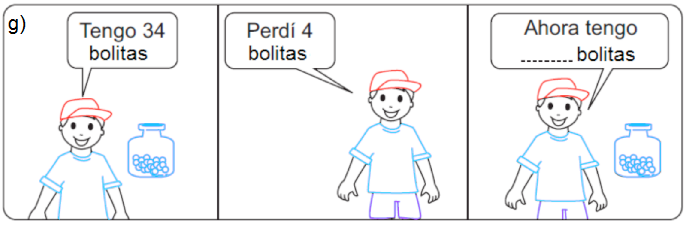 g)
Tengo 34
bolitas
Perdí 4
bolitas
Ahora tengo
......... bolitas